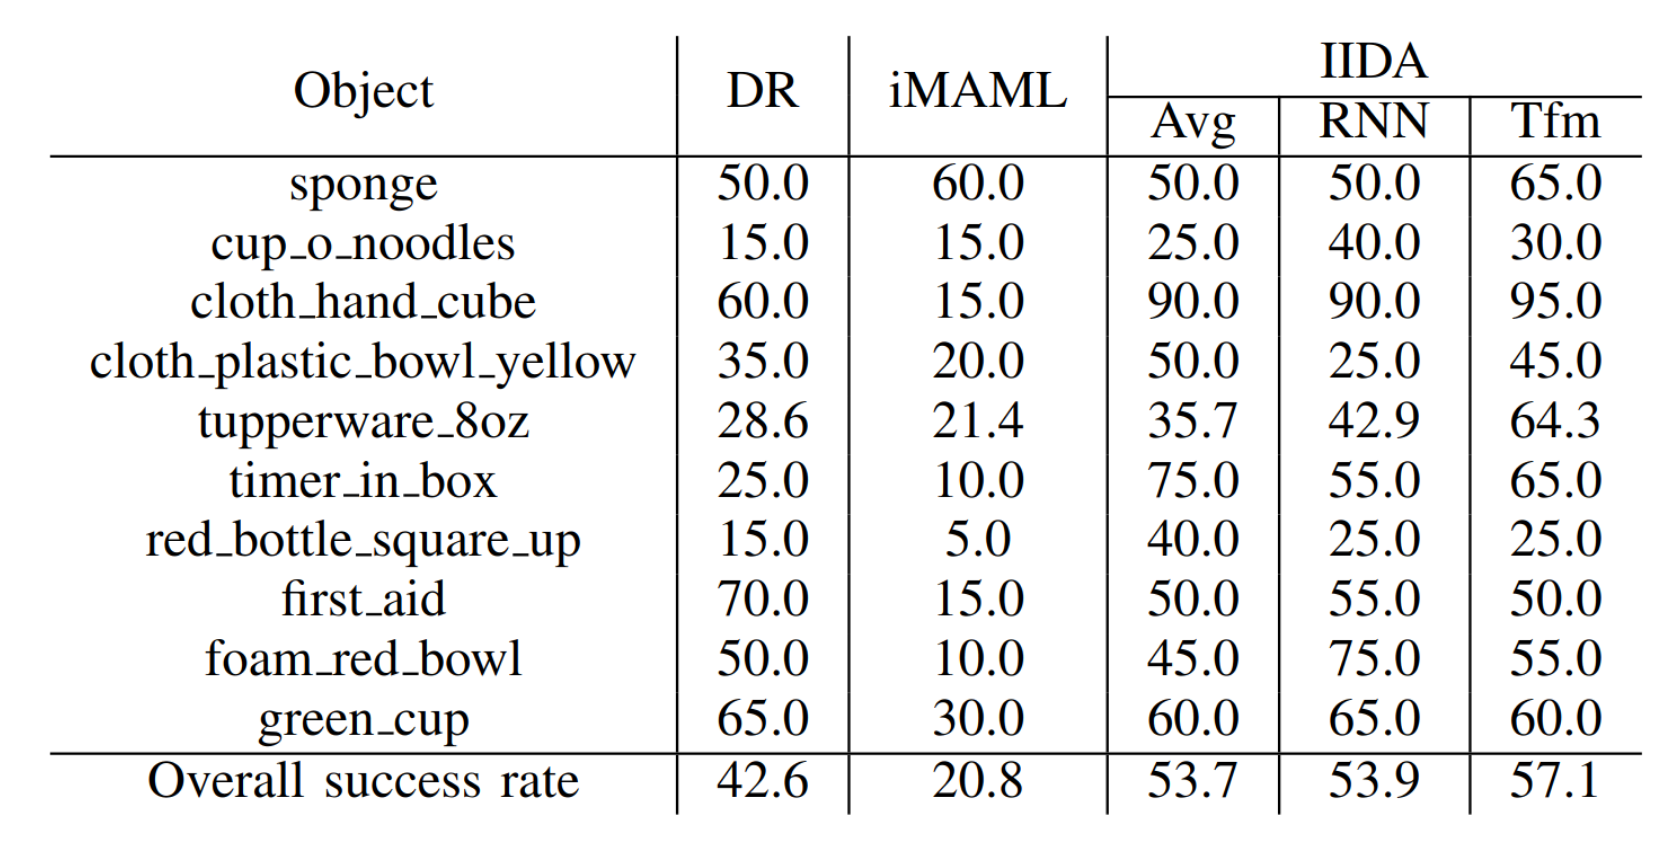 Object DR iMAML IIDA
Avg RNN Tfm
sponge 50.0 60.0 50.0 50.0 65.0
cup_o_noodles 15.0 15.0 25.0 40.0 30.0
cloth_hand_cube 60.0 15.0 90.0 90.0 95.0
cloth_plastic_bowl_yellow 35.0 20.0 50.0 25.0 45.0
tupperware_8oz 28.6 21.4 35.7 42.9 64.3
timer_in_box 25.0 10.0 75.0 55.0 65.0
red_bottle_square_up 15.0 5.0 40.0 25.0 25.0
first_aid 70.0 15.0 50.0 55.0 50.0
foam_red_bowl 50.0 10.0 45.0 75.0 55.0
green_cup 65.0 30.0 60.0 65.0 60.0
Overall success rate 42.6 20.8 53.7 53.9 57.1